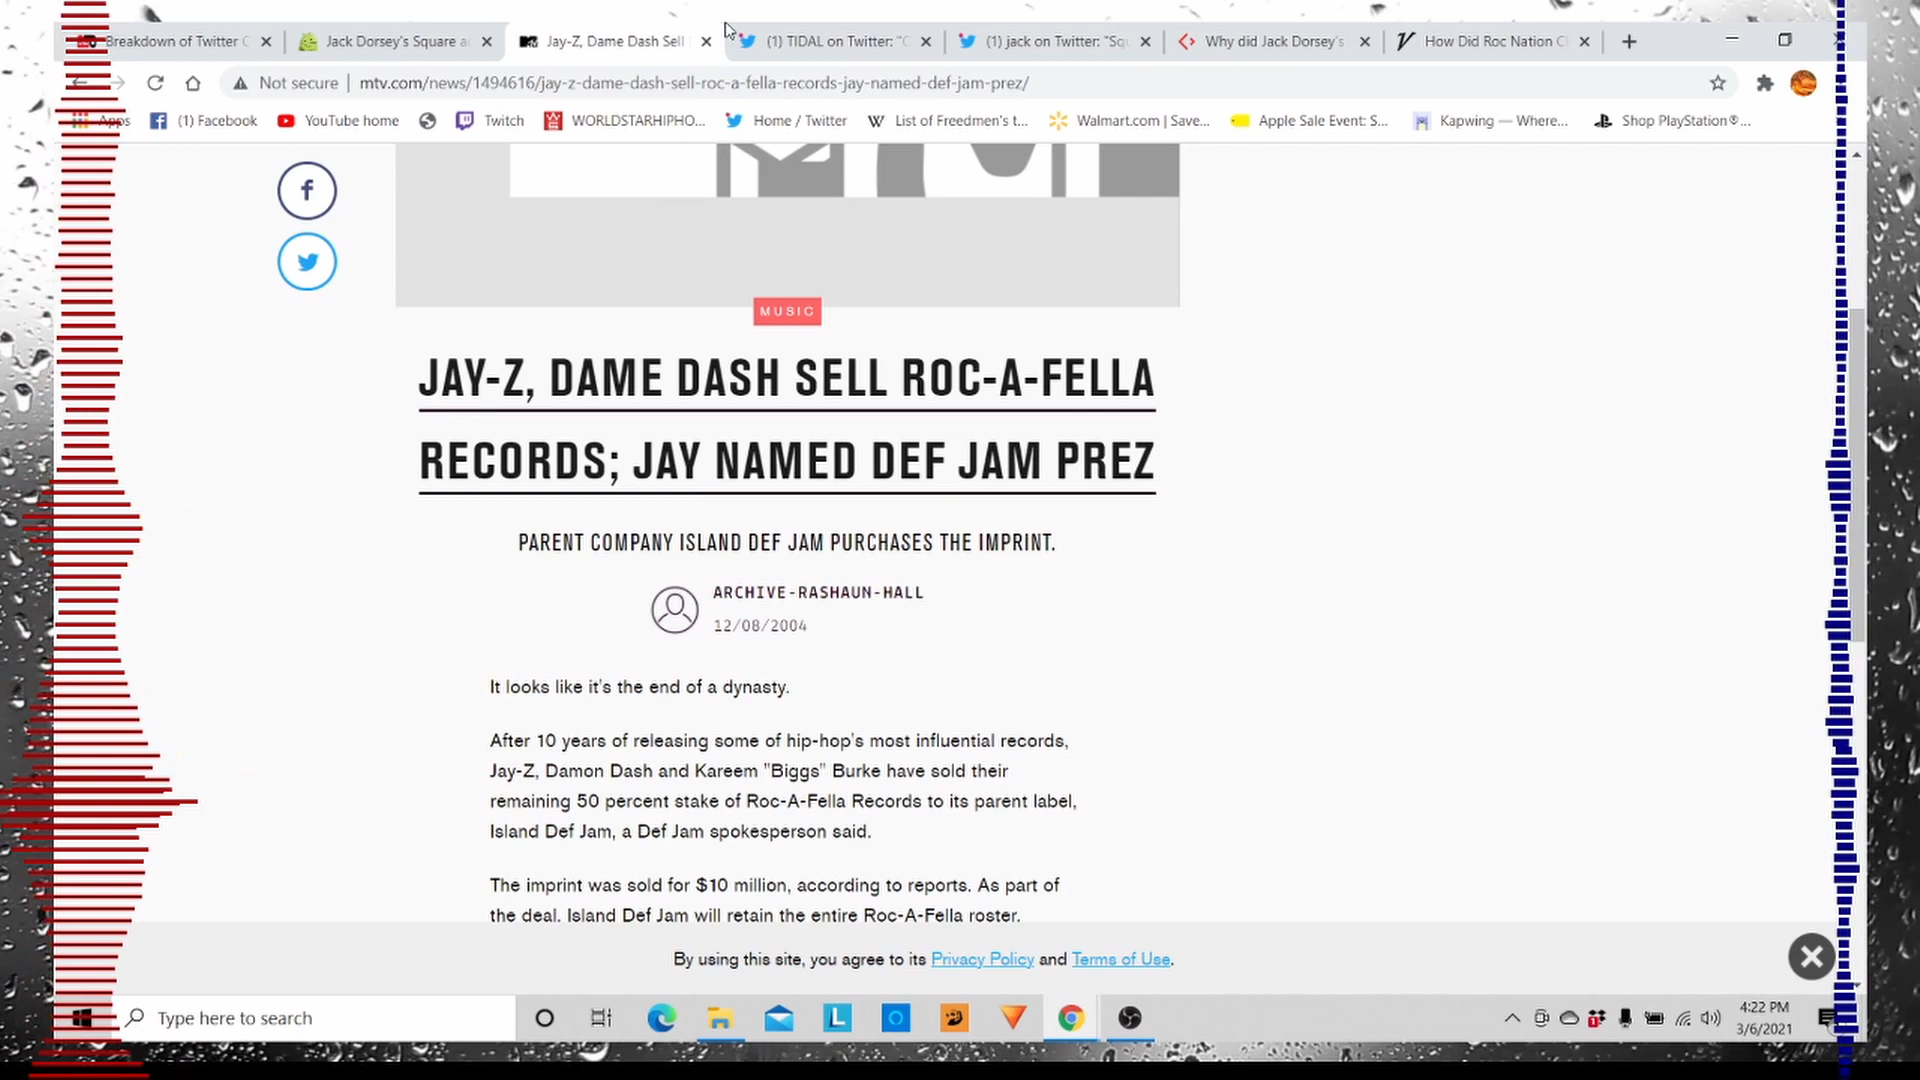 Breakdown of Twitter C
Jack Dorsey's Square a
Jay-Z, Dame Dash Sell
(1) TIDAL on Twitter: "C
(1) jack on Twitter: "Squ
Why did Jack Dorsey's
How Did Roc Nation C
Not secure | mtv.com/news/1494616/jay-z-dame-dash-sell-roc-a-fella-records-jay-named-def-jam-prez/
Apps
(1) Facebook
YouTube home
Twitch
WORLDSTARHIPHO...
Home / Twitter
List of Freedmen's t...
Walmart.com | Save...
Apple Sale Event: S...
Kapwing — Where...
Shop PlayStation®...
MUSIC
JAY-Z, DAME DASH SELL ROC-A-FELLA
RECORDS; JAY NAMED DEF JAM PREZ
PARENT COMPANY ISLAND DEF JAM PURCHASES THE IMPRINT.
ARCHIVE-RASHAUN-HALL
12/08/2004
It looks like it's the end of a dynasty.
After 10 years of releasing some of hip-hop's most influential records,
Jay-Z, Damon Dash and Kareem "Biggs" Burke have sold their
remaining 50 percent stake of Roc-A-Fella Records to its parent label,
Island Def Jam, a Def Jam spokesperson said.
The imprint was sold for $10 million, according to reports. As part of
the deal. Island Def Jam will retain the entire Roc-A-Fella roster.
By using this site, you agree to its Privacy Policy and Terms of Use.
Type here to search
4:22 PM
3/6/2021